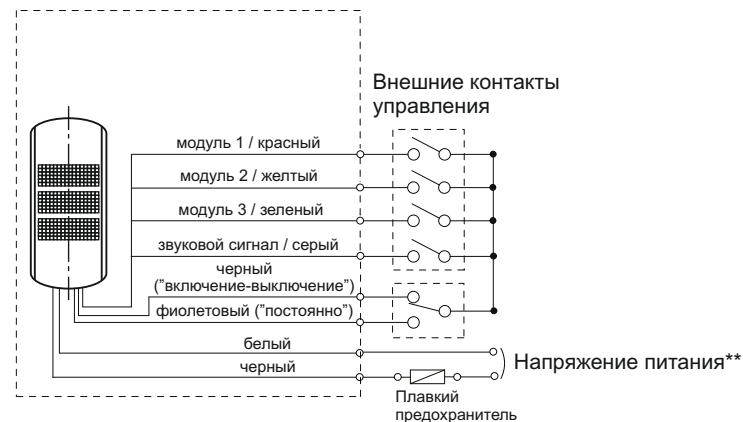 Внешние контакты
управления
модуль 1 / красный
модуль 2 / желтый
модуль 3 / зеленый
звуковой сигнал / серый
черный
("включение-выключение")
фиолетовый ("постоянно")
белый
черный
Напряжение питания**
Плавкий
предохранитель